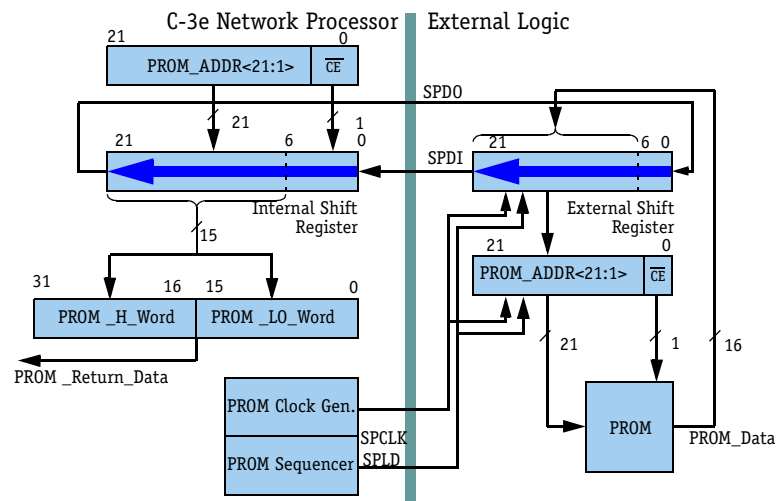 C-3e Network Processor
External Logic
21
0
PROM_ADDR<21:1>
CE
SPDO
21
1
21
6
0
SPDI
21
6
0
Internal Shift
Register
External Shift
Register
15
21
0
PROM_ADDR<21:1>
CE
31
16
15
0
PROM _H_Word
PROM _LO_Word
21
1
16
PROM _Return_Data
PROM Clock Gen.
SPCLK
PROM Sequencer
SPLD
PROM
PROM_Data